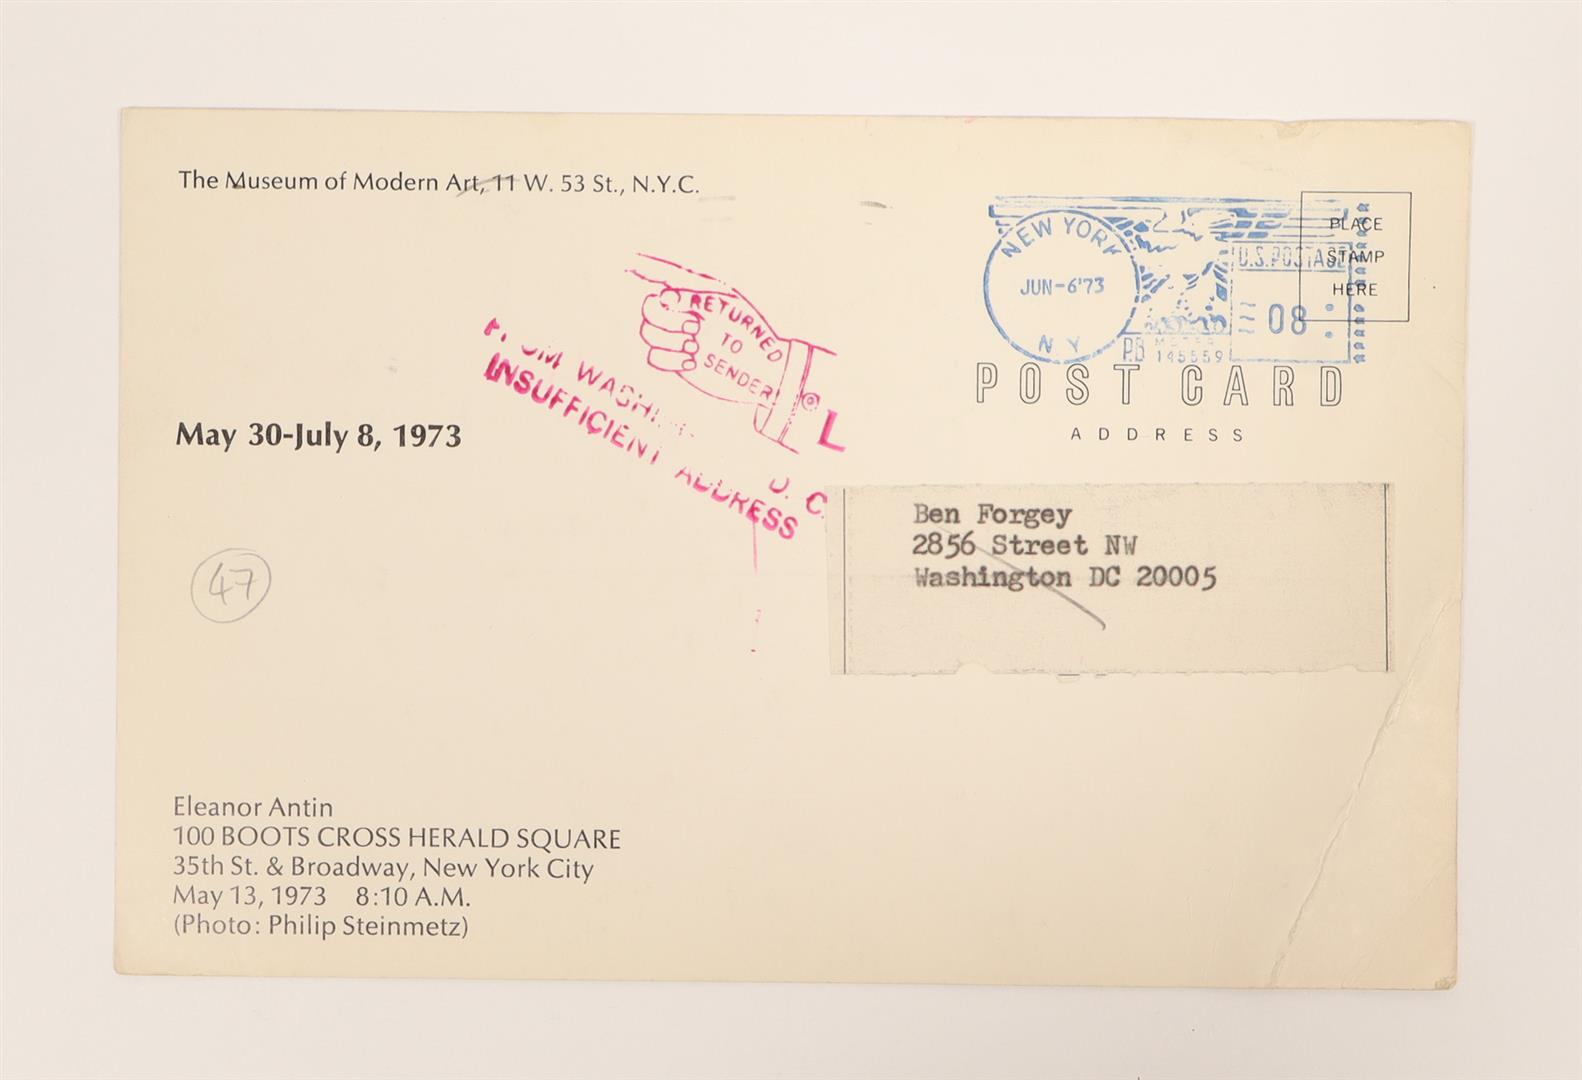 The Museum of Modern Art, 11 W. 53 St., N.Y.C.
NEW YORK
JUN-6'73
N.Y.
U.S. POSTAGE
08
P.B. METER
145559
PLACE
STAMP
HERE
POST CARD
ADDRESS
RETURNED
TO
SENDER
FROM WASHIN D. C.
INSUFFICIENT ADDRESS
L
May 30-July 8, 1973
Ben Forgey
2856 Street NW
Washington DC 20005
47
Eleanor Antin
100 BOOTS CROSS HERALD SQUARE
35th St. & Broadway, New York City
May 13, 1973 8:10 A.M.
(Photo: Philip Steinmetz)